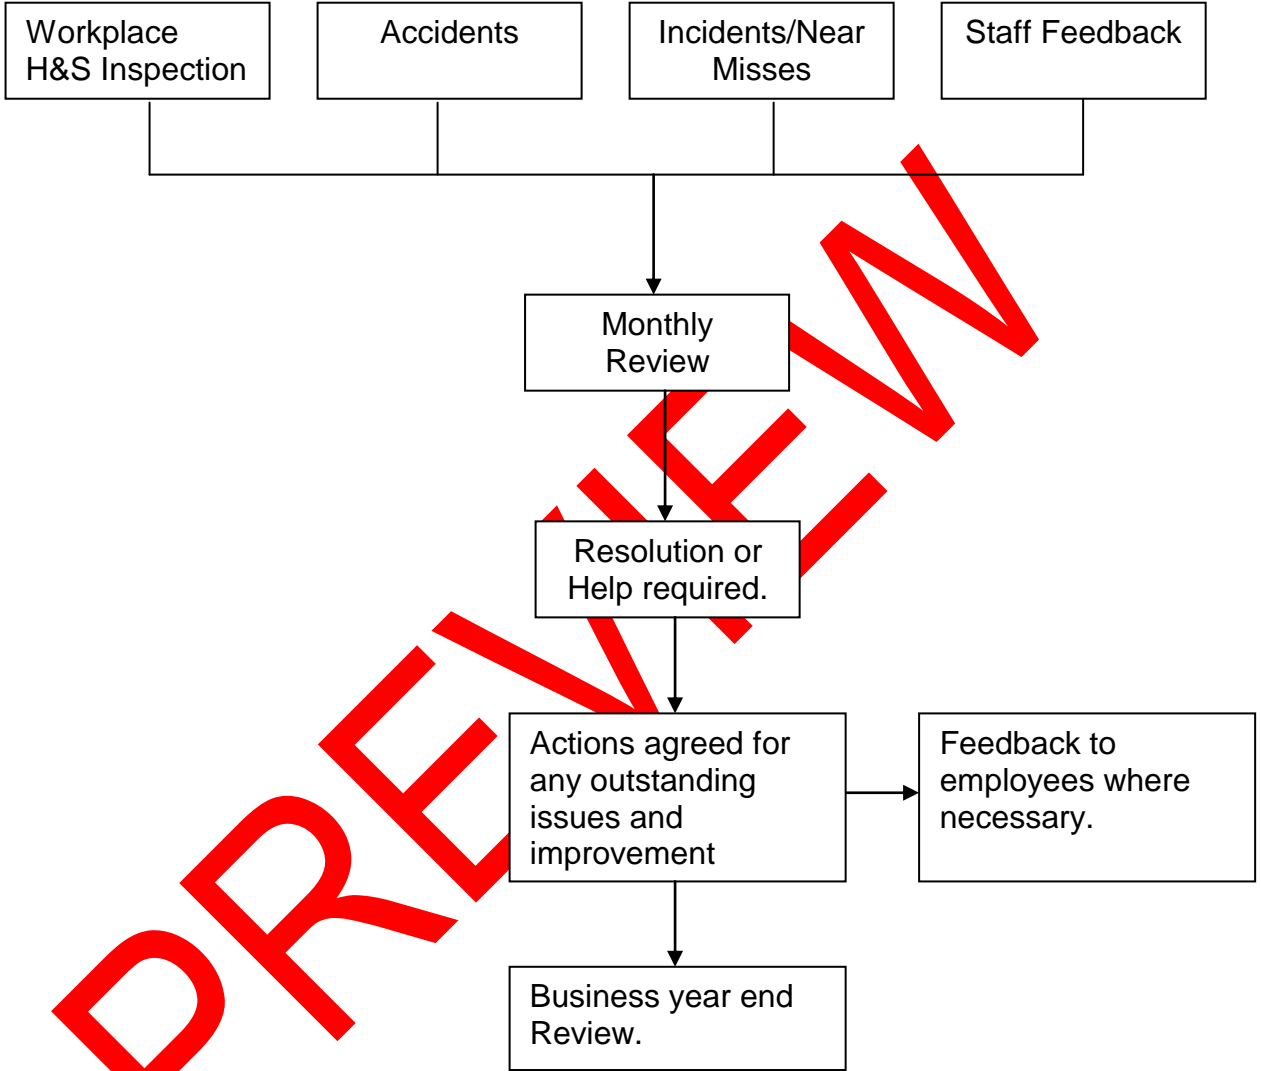 Workplace
H&S Inspection
Accidents
Incidents/Near
Misses
Staff Feedback
Monthly
Review
Resolution or
Help required.
Actions agreed for
any outstanding
issues and
improvement
Feedback to
employees where
necessary.
Business year end
Review.
PREVIEW